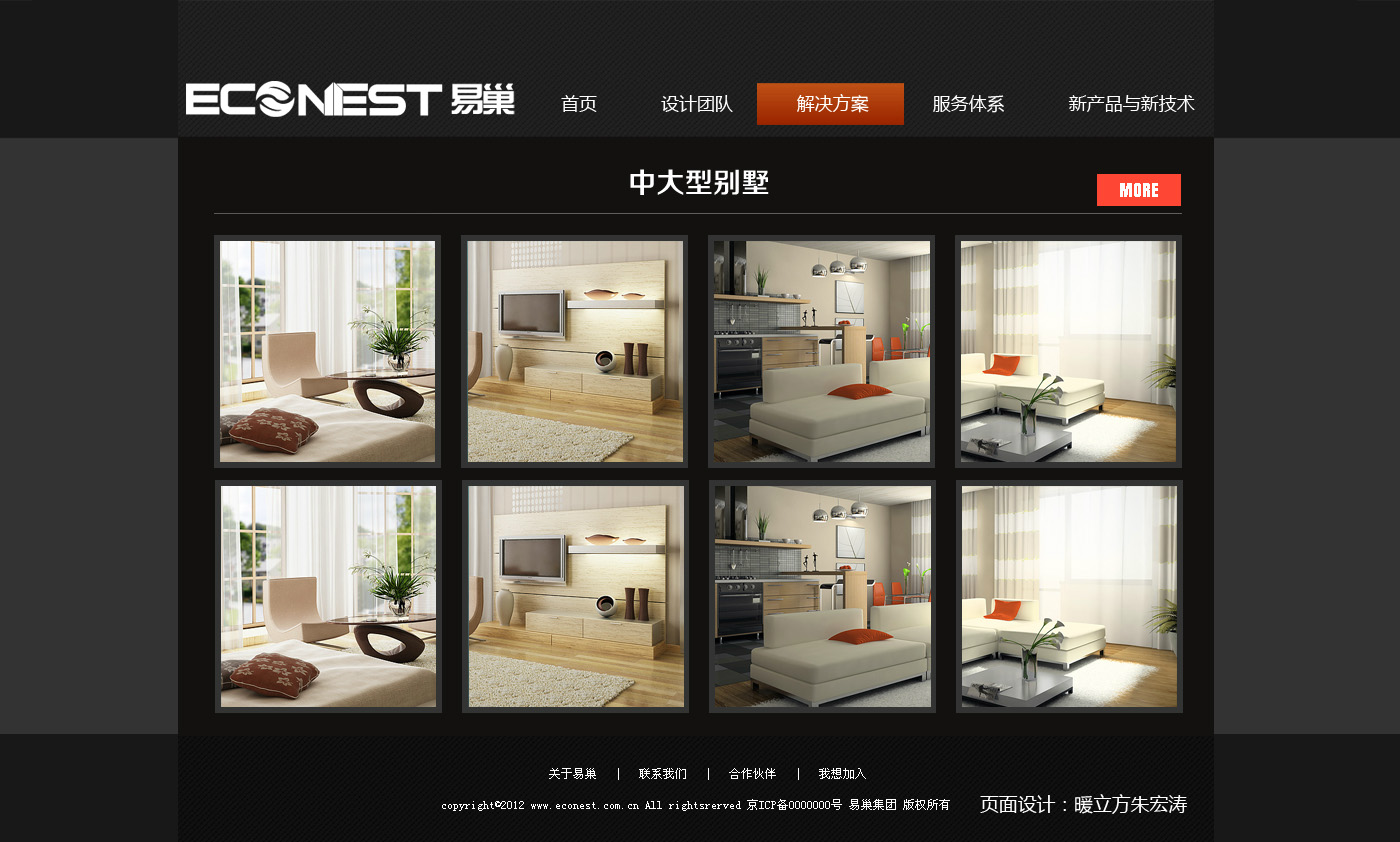 ECONEST 易巢
首页 设计团队 解决方案 服务体系 新产品与新技术
中大型别墅
MORE
关于易巢 | 联系我们 | 合作伙伴 | 我想加入
copyright©2012 www.econest.com.cn All rightsrerved 京ICP备0000000号 易巢集团 版权所有
页面设计：暖立方朱宏涛